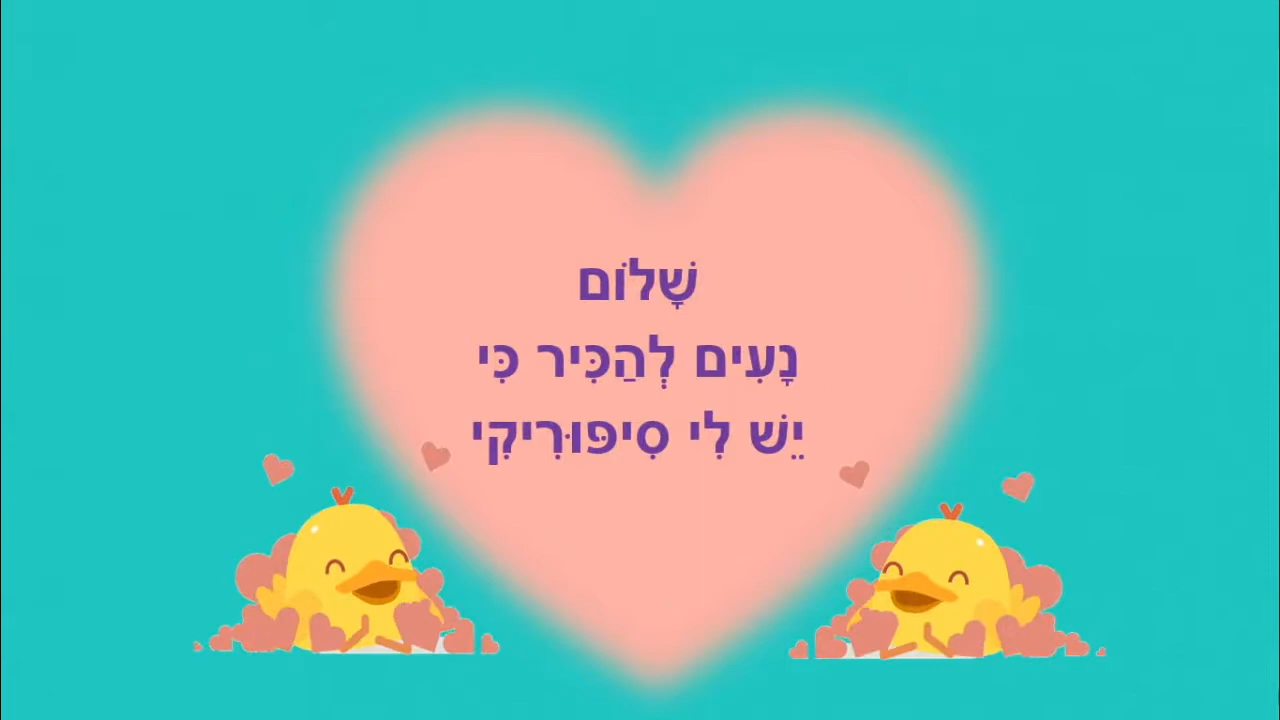 שָׁלוֹם
נָעִים לְהַכִּיר כִּי
יֵשׁ לִי סִיפּוּרִיקִי